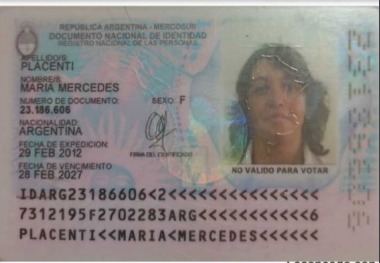 REPUBLICA ARGENTINA - MERCOSUR
DOCUMENTO NACIONAL DE IDENTIDAD
REGISTRO NACIONAL DE LAS PERSONAS
APELLIDO/S
PLACENTI
NOMBRE/S
MARIA MERCEDES
NUMERO DE DOCUMENTO: SEXO: F
23.186.606
NACIONALIDAD
ARGENTINA
FECHA DE EXPEDICION:
29 FEB 2012
FECHA DE VENCIMIENTO
28 FEB 2027
FIRMA DEL IDENTIFICADO
NO VALIDO PARA VOTAR
IDARG23186606<2<<<<<<<<<<<<<<<
7312195F2702283ARG<<<<<<<<<<<6
PLACENTI<<MARIA<MERCEDES<<<<<<